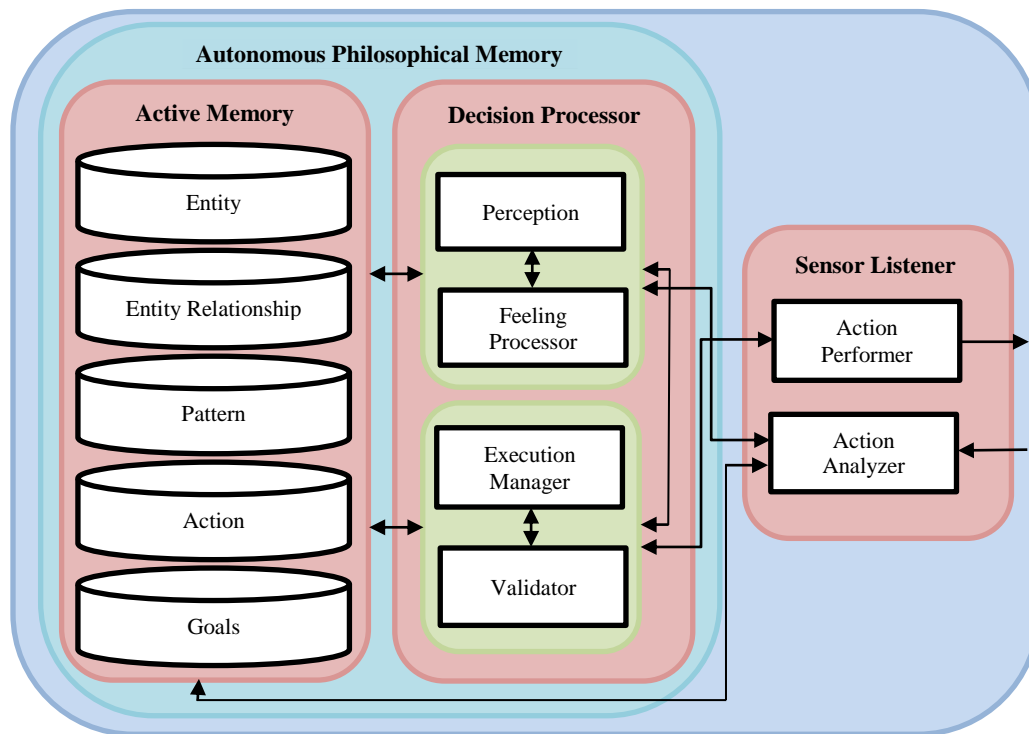 Autonomous Philosophical Memory
Active Memory
Entity
Entity Relationship
Pattern
Action
Goals
Decision Processor
Perception
Feeling
Processor
Execution
Manager
Validator
Sensor Listener
Action
Performer
Action
Analyzer